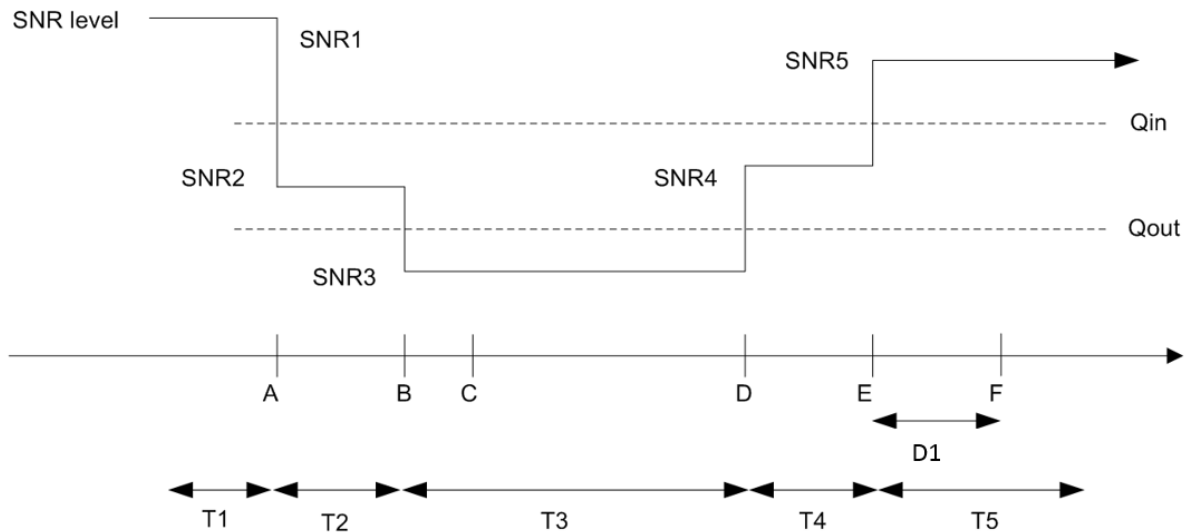 SNR level
SNR1
SNR5
Qin
SNR2
SNR4
Qout
SNR3
A
B
C
D
E
F
D1
T1
T2
T3
T4
T5